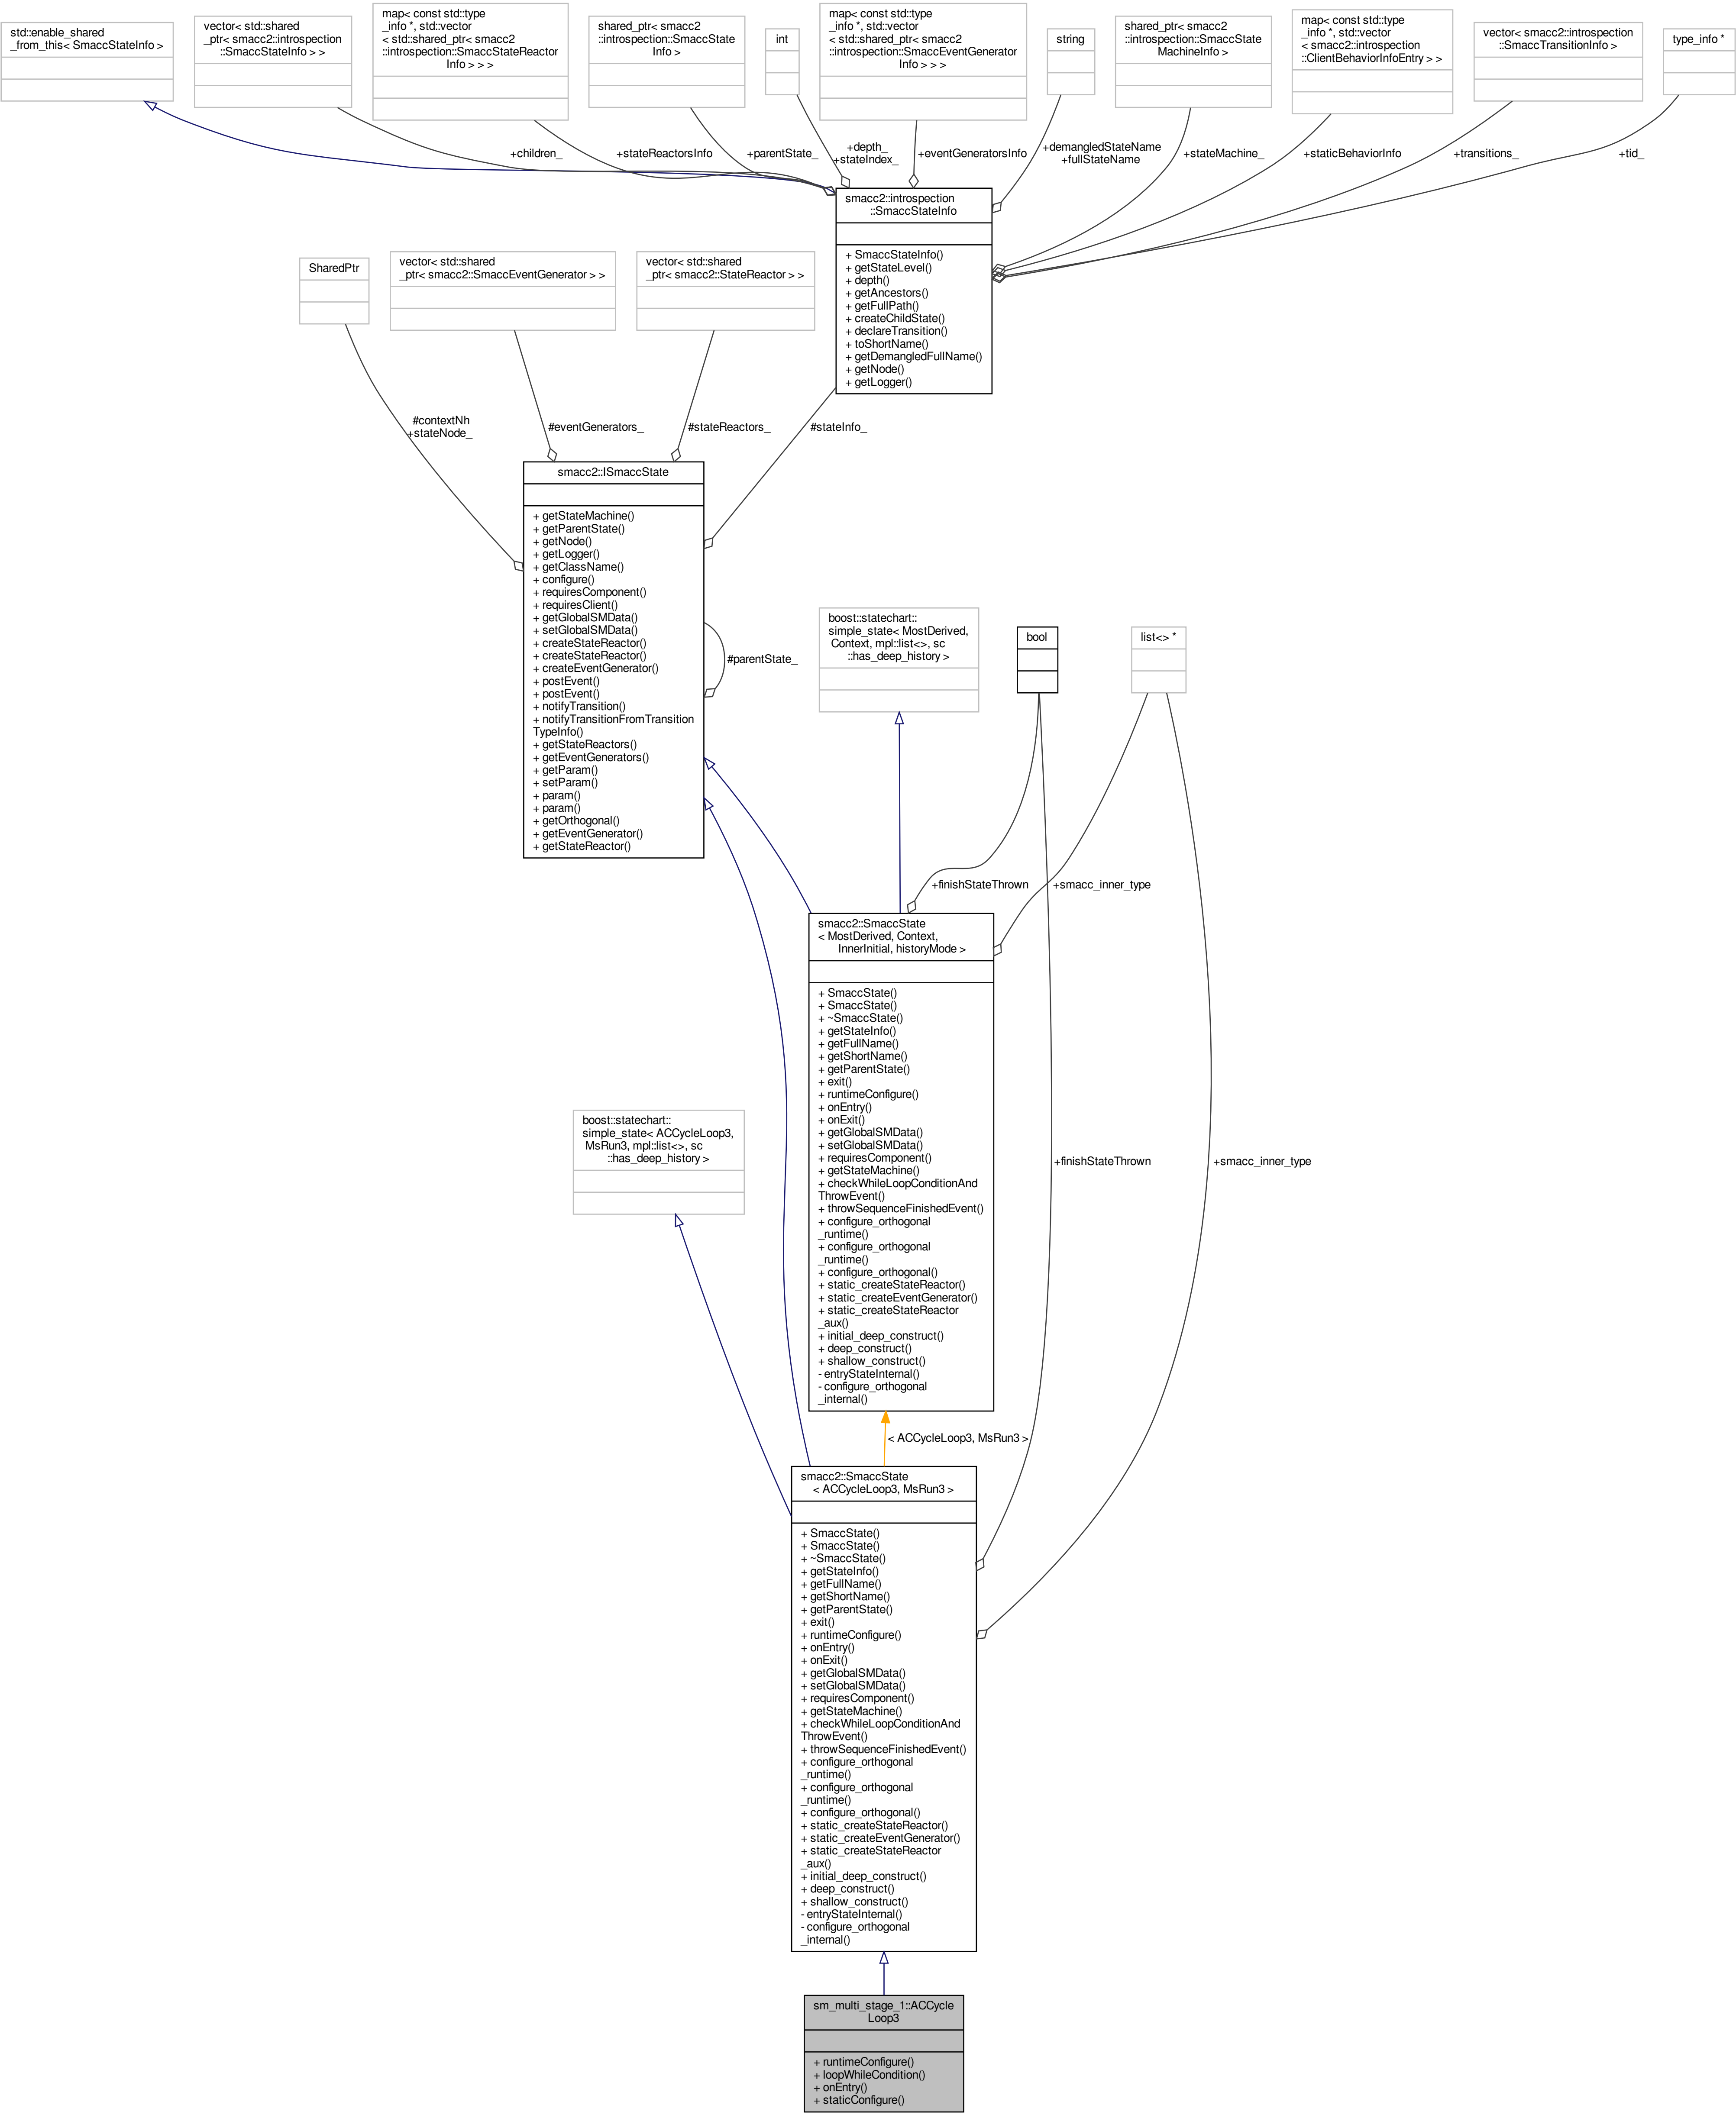 std::enable_shared
_from_this< SmaccStateInfo >
vector< std::shared
_ptr< smacc2::introspection
::SmaccStateInfo > >
map< const std::type
_info *, std::vector
< std::shared_ptr< smacc2
::introspection::SmaccStateReactor
Info > > >
shared_ptr< smacc2
::introspection::SmaccState
Info >
int
map< const std::type
_info *, std::vector
< std::shared_ptr< smacc2
::introspection::SmaccEventGenerator
Info > > >
string
shared_ptr< smacc2
::introspection::SmaccState
MachineInfo >
map< const std::type
_info *, std::vector
< smacc2::introspection
::ClientBehaviorInfoEntry > >
vector< smacc2::introspection
::SmaccTransitionInfo >
type_info *
+children_
+stateReactorsInfo
+parentState_
+depth_
+stateIndex_
+eventGeneratorsInfo
+demangledStateName
+fullStateName
+stateMachine_
+staticBehaviorInfo
+transitions_
+tid_
smacc2::introspection
::SmaccStateInfo
+ SmaccStateInfo()
+ getStateLevel()
+ depth()
+ getAncestors()
+ getFullPath()
+ createChildState()
+ declareTransition()
+ toShortName()
+ getDemangledFullName()
+ getNode()
+ getLogger()
SharedPtr
vector< std::shared
_ptr< smacc2::SmaccEventGenerator > >
vector< std::shared
_ptr< smacc2::StateReactor > >
#contextNh
+stateNode_
#eventGenerators_
#stateReactors_
#stateInfo_
smacc2::ISmaccState
+ getStateMachine()
+ getParentState()
+ getNode()
+ getLogger()
+ getClassName()
+ configure()
+ requiresComponent()
+ requiresClient()
+ getGlobalSMData()
+ setGlobalSMData()
+ createStateReactor()
+ createStateReactor()
+ createEventGenerator()
+ postEvent()
+ postEvent()
+ notifyTransition()
+ notifyTransitionFromTransition
TypeInfo()
+ getStateReactors()
+ getEventGenerators()
+ getParam()
+ setParam()
+ param()
+ param()
+ getOrthogonal()
+ getEventGenerator()
+ getStateReactor()
#parentState_
boost::statechart::
simple_state< MostDerived,
Context, mpl::list<>, sc
::has_deep_history >
bool
list<> *
+finishStateThrown
+smacc_inner_type
smacc2::SmaccState
< MostDerived, Context,
InnerInitial, historyMode >
+ SmaccState()
+ SmaccState()
+ ~SmaccState()
+ getStateInfo()
+ getFullName()
+ getShortName()
+ getParentState()
+ exit()
+ runtimeConfigure()
+ onEntry()
+ onExit()
+ getGlobalSMData()
+ setGlobalSMData()
+ requiresComponent()
+ getStateMachine()
+ checkWhileLoopConditionAnd
ThrowEvent()
+ throwSequenceFinishedEvent()
+ configure_orthogonal
_runtime()
+ configure_orthogonal
_runtime()
+ configure_orthogonal()
+ static_createStateReactor()
+ static_createEventGenerator()
+ static_createStateReactor
_aux()
+ initial_deep_construct()
+ deep_construct()
+ shallow_construct()
- entryStateInternal()
- configure_orthogonal
_internal()
boost::statechart::
simple_state< ACCycleLoop3,
MsRun3, mpl::list<>, sc
::has_deep_history >
+finishStateThrown
+smacc_inner_type
< ACCycleLoop3, MsRun3 >
smacc2::SmaccState
< ACCycleLoop3, MsRun3 >
+ SmaccState()
+ SmaccState()
+ ~SmaccState()
+ getStateInfo()
+ getFullName()
+ getShortName()
+ getParentState()
+ exit()
+ runtimeConfigure()
+ onEntry()
+ onExit()
+ getGlobalSMData()
+ setGlobalSMData()
+ requiresComponent()
+ getStateMachine()
+ checkWhileLoopConditionAnd
ThrowEvent()
+ throwSequenceFinishedEvent()
+ configure_orthogonal
_runtime()
+ configure_orthogonal
_runtime()
+ configure_orthogonal()
+ static_createStateReactor()
+ static_createEventGenerator()
+ static_createStateReactor
_aux()
+ initial_deep_construct()
+ deep_construct()
+ shallow_construct()
- entryStateInternal()
- configure_orthogonal
_internal()
sm_multi_stage_1::ACCycle
Loop3
+ runtimeConfigure()
+ loopWhileCondition()
+ onEntry()
+ staticConfigure()